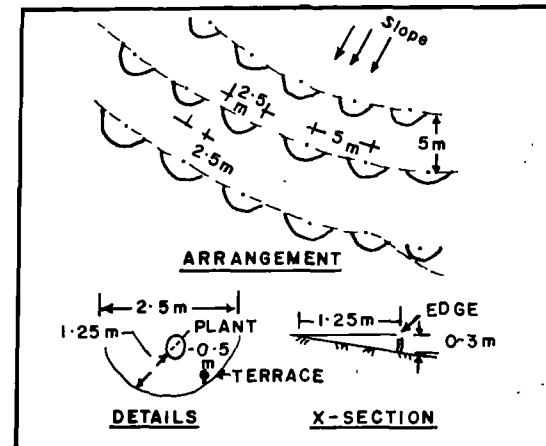 Slope
2·5
m
5m
5m
2·5m
ARRANGEMENT
2·5m
EDGE
1·25m
PLANT
1·25m
0·5
m
0·3m
TERRACE
DETAILS
X-SECTION